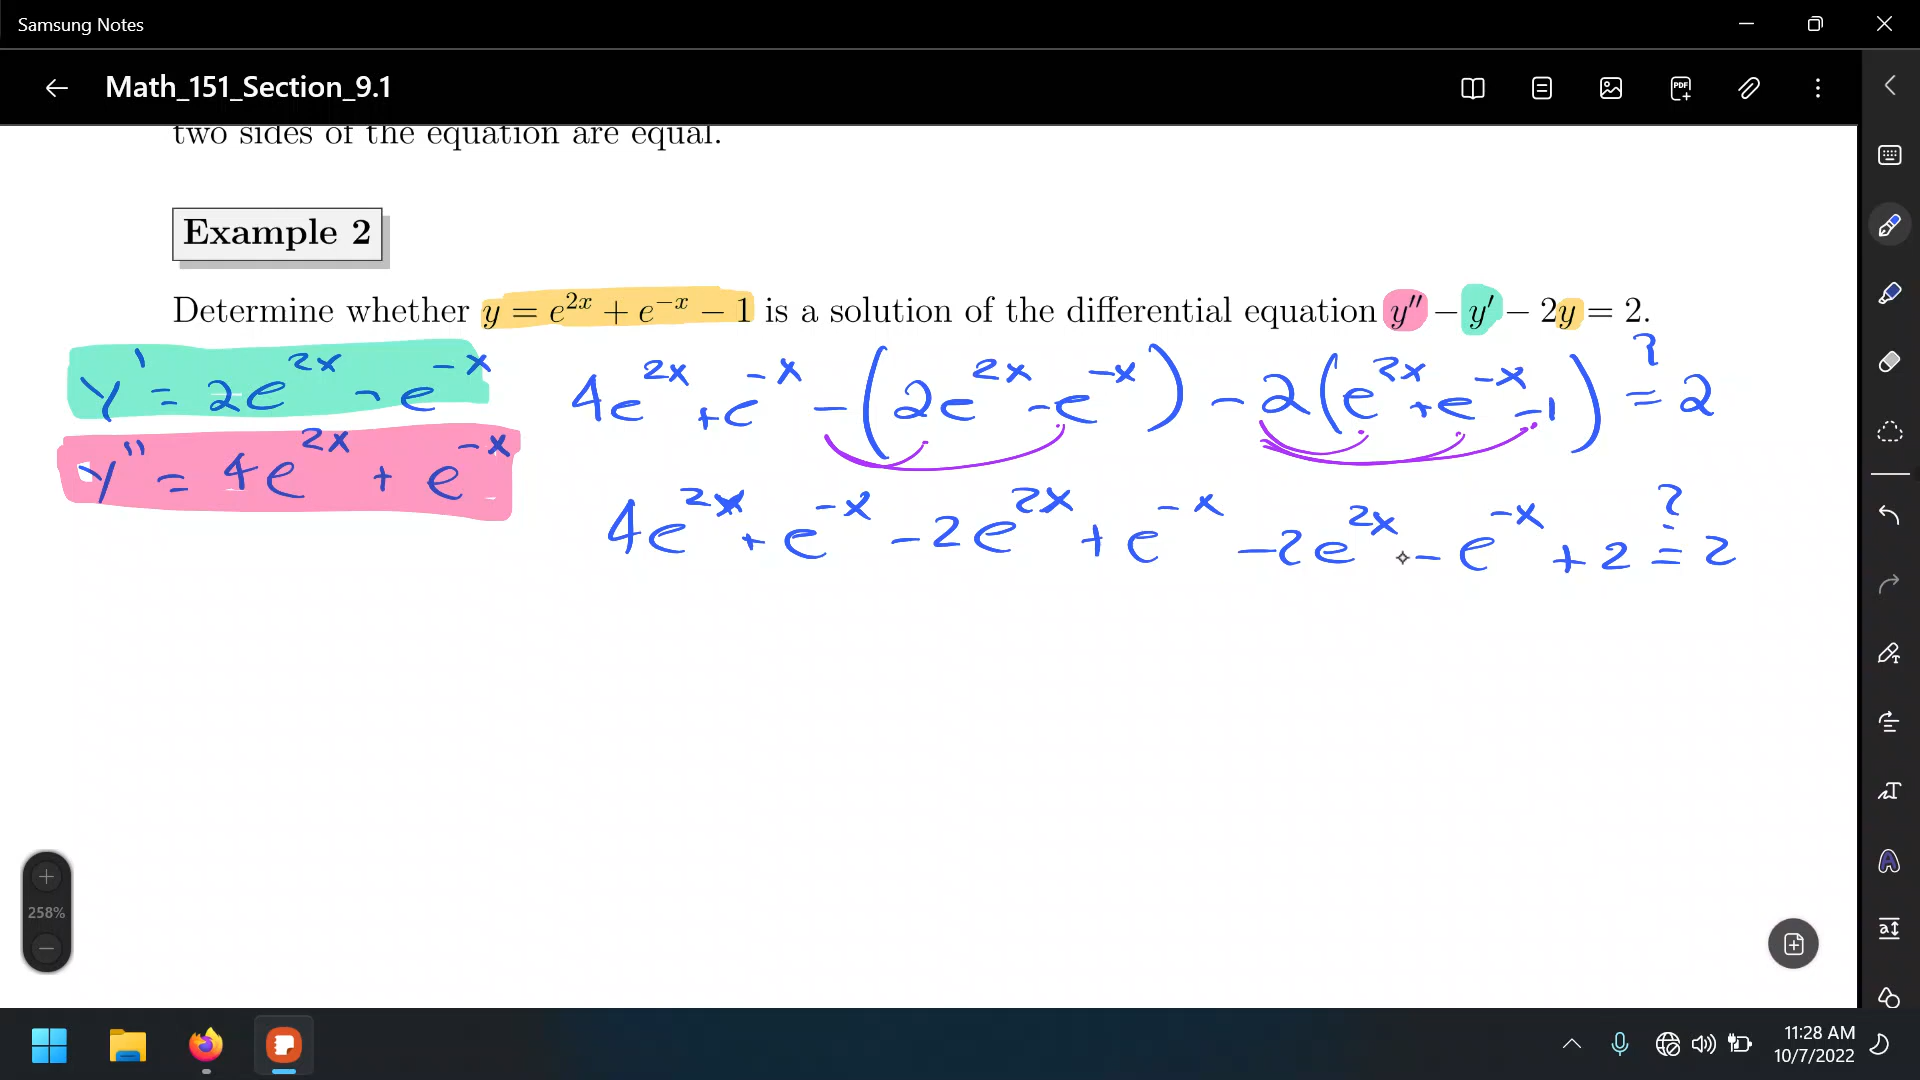 Samsung Notes
Math_151_Section_9.1
two sides of the equation are equal.
Example 2
Determine whether y = e^{2x} + e^{-x} − 1 is a solution of the differential equation y″ − y′ − 2y = 2.
y' = 2e^{2x} - e^{-x}
4e^{2x} + e^{-x} - (2e^{2x} - e^{-x}) - 2(e^{2x} + e^{-x} - 1) ?= 2
y" = 4e^{2x} + e^{-x}
4e^{2x} + e^{-x} - 2e^{2x} + e^{-x} - 2e^{2x} - e^{-x} + 2 ?= 2
258%
11:28 AM
10/7/2022